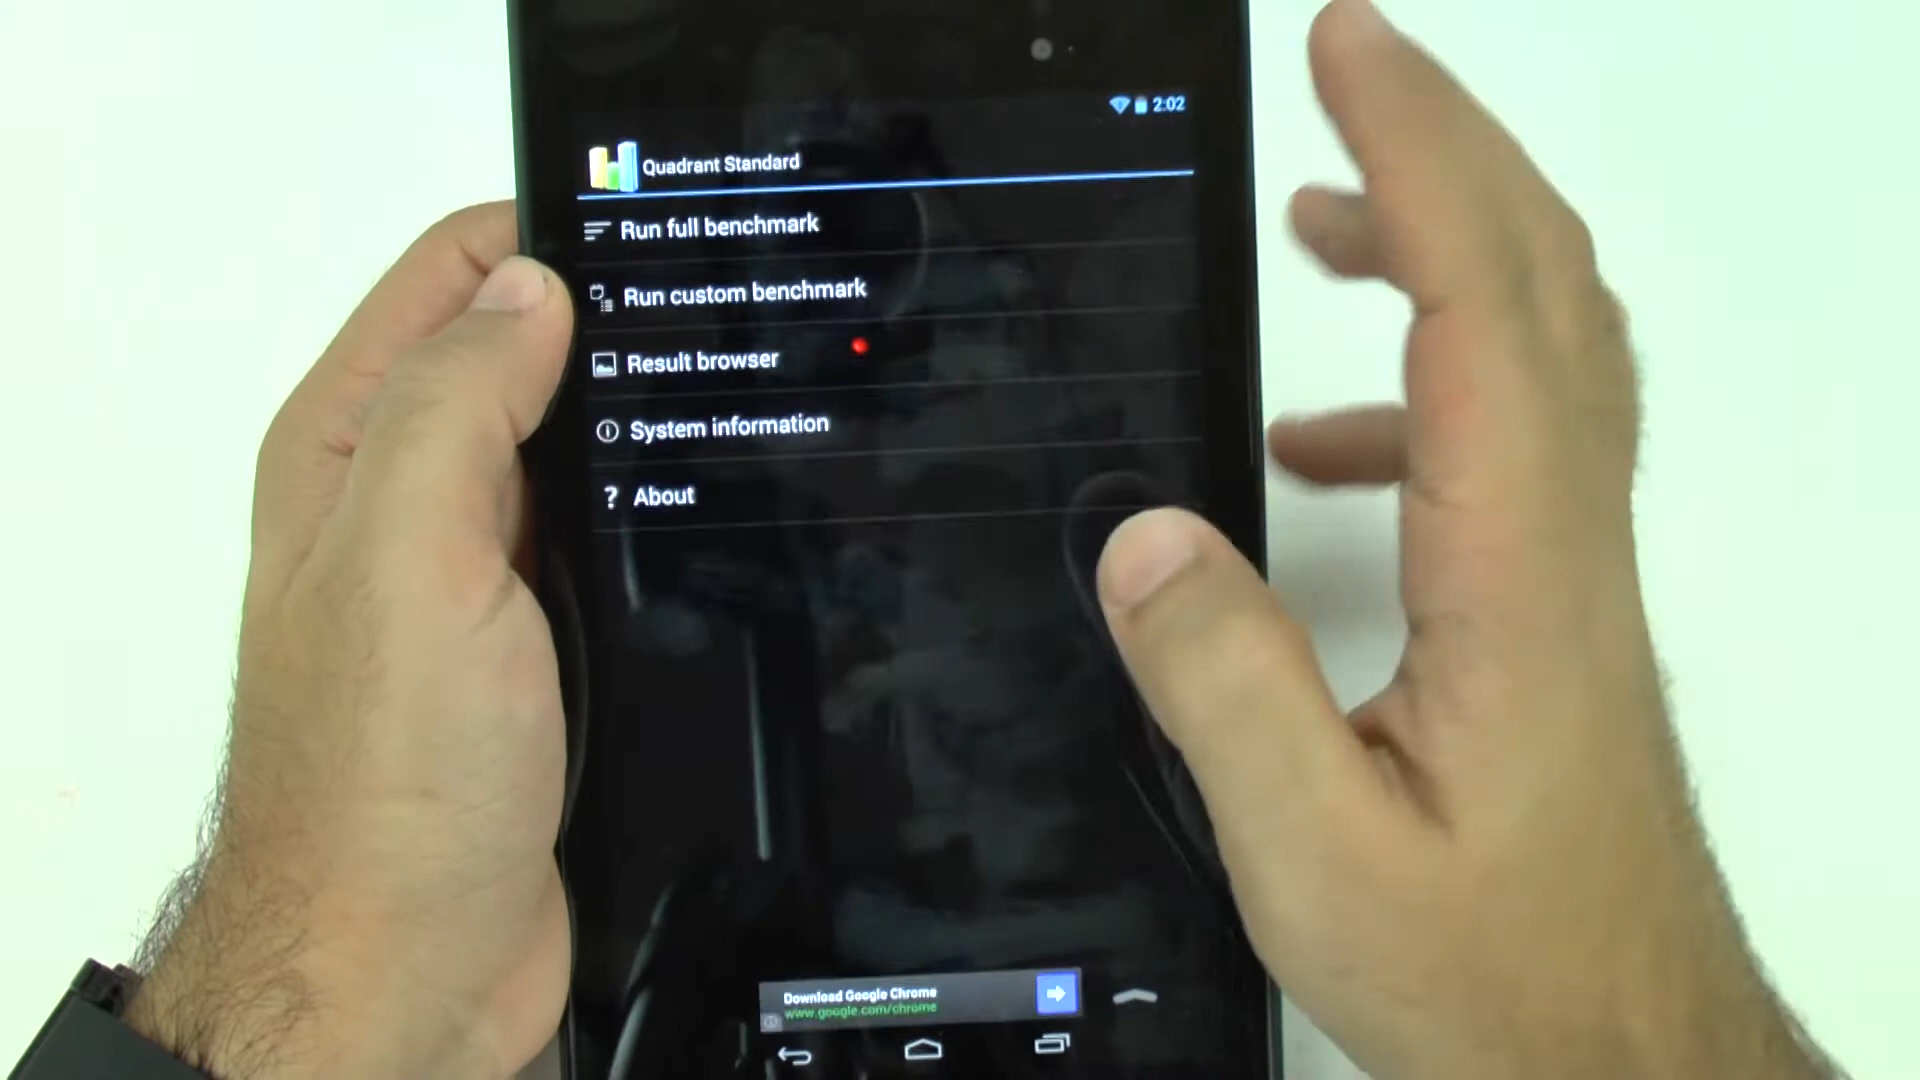 2:02
Quadrant Standard
Run full benchmark
Run custom benchmark
Result browser
System information
? About
Download Google Chrome
www.google.com/chrome